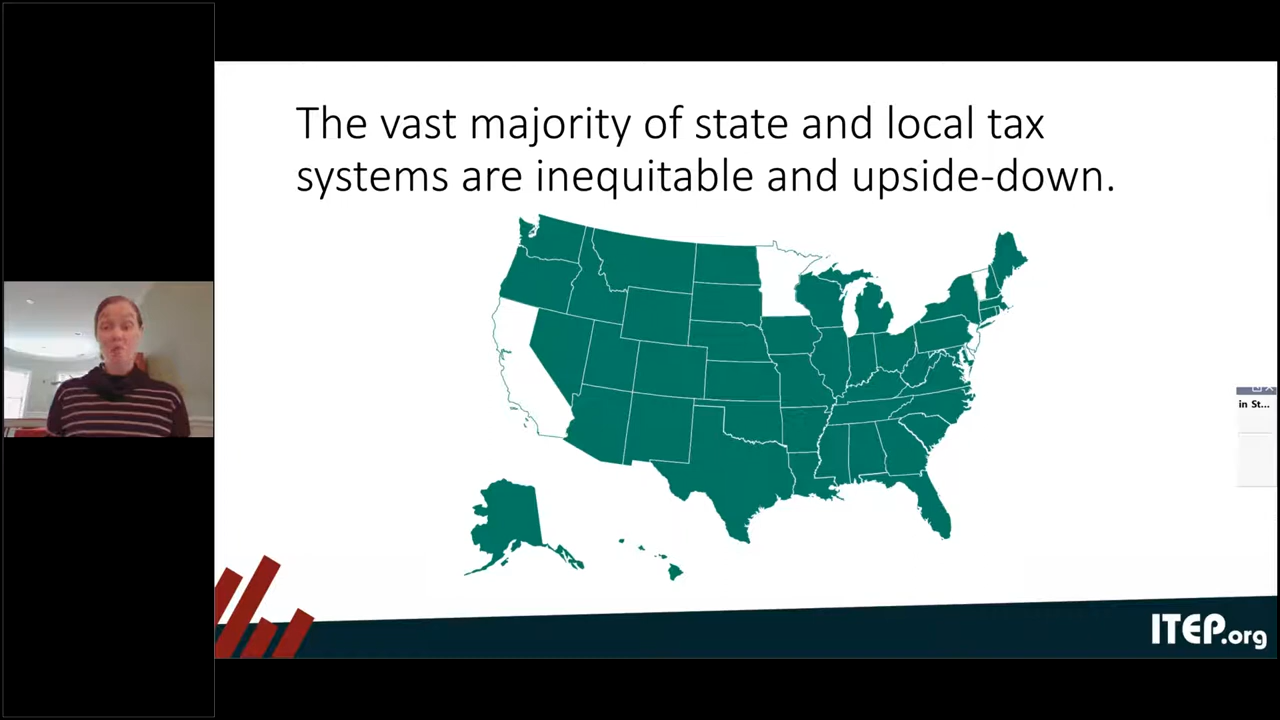 The vast majority of state and local tax
systems are inequitable and upside-down.
in St...
ITEP.org